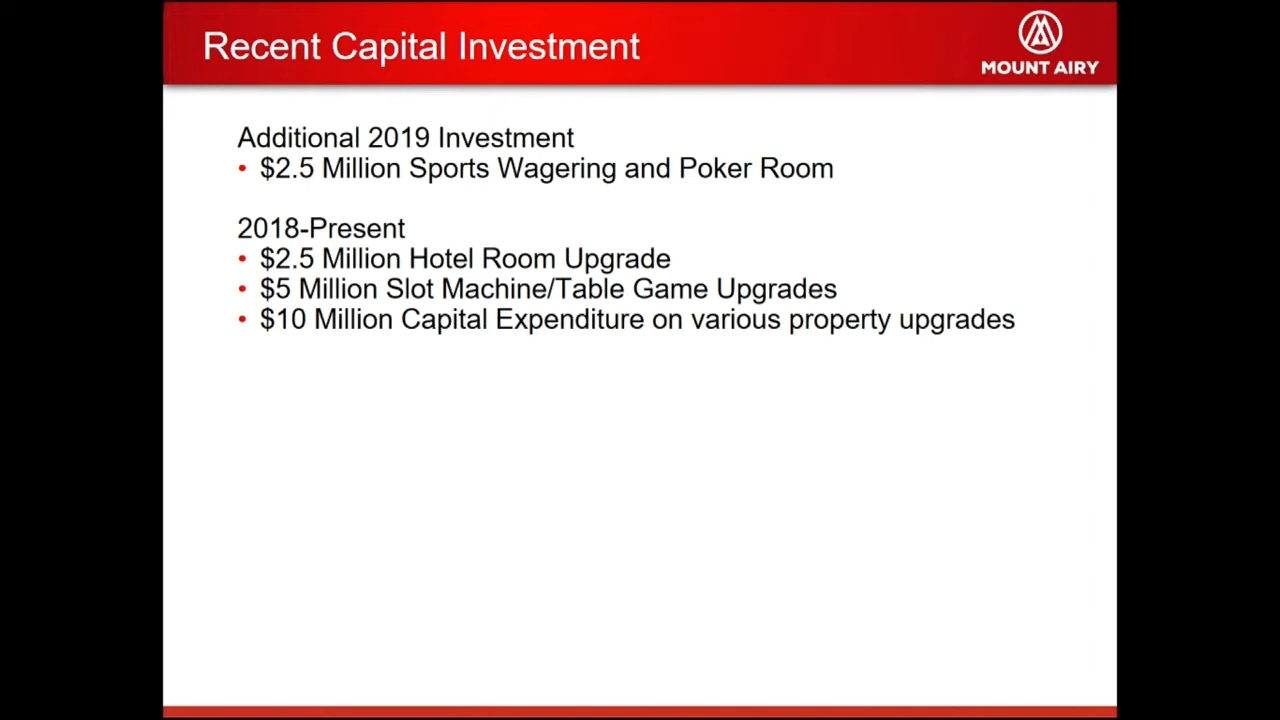 Recent Capital Investment
MOUNT AIRY
Additional 2019 Investment
• $2.5 Million Sports Wagering and Poker Room
2018-Present
• $2.5 Million Hotel Room Upgrade
• $5 Million Slot Machine/Table Game Upgrades
• $10 Million Capital Expenditure on various property upgrades